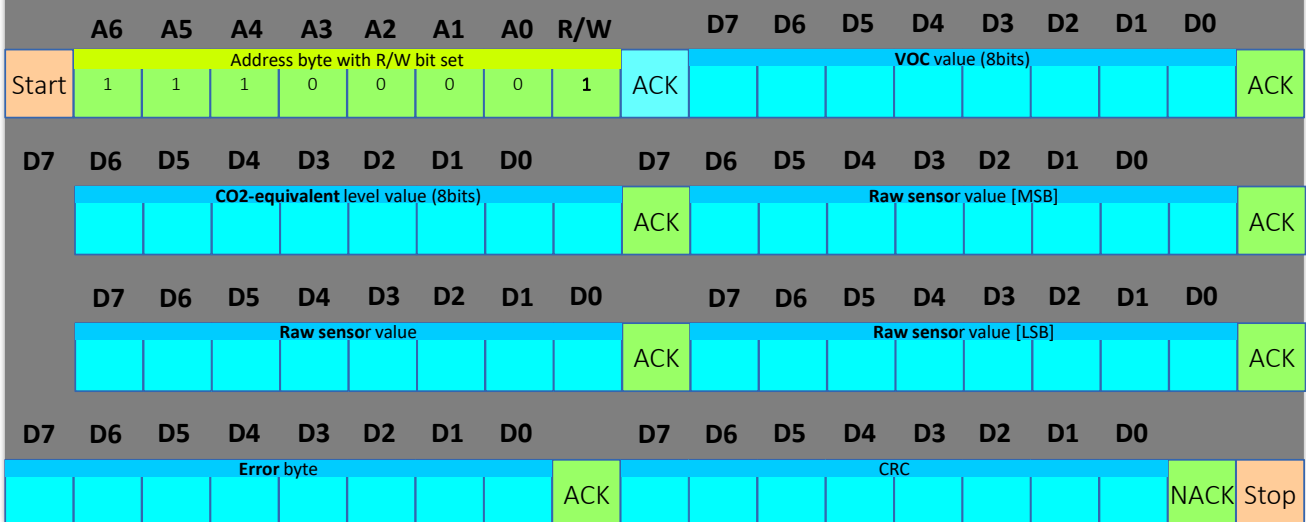 A6 A5 A4 A3 A2 A1 A0 R/W D7 D6 D5 D4 D3 D2 D1 D0
Address byte with R/W bit set VOC value (8bits)
Start 1 1 1 0 0 0 0 1 ACK ACK
D7 D6 D5 D4 D3 D2 D1 D0 D7 D6 D5 D4 D3 D2 D1 D0
CO2-equivalent level value (8bits) Raw sensor value [MSB]
ACK ACK
D7 D6 D5 D4 D3 D2 D1 D0 D7 D6 D5 D4 D3 D2 D1 D0
Raw sensor value Raw sensor value [LSB]
ACK ACK
D7 D6 D5 D4 D3 D2 D1 D0 D7 D6 D5 D4 D3 D2 D1 D0
Error byte CRC
ACK NACK Stop